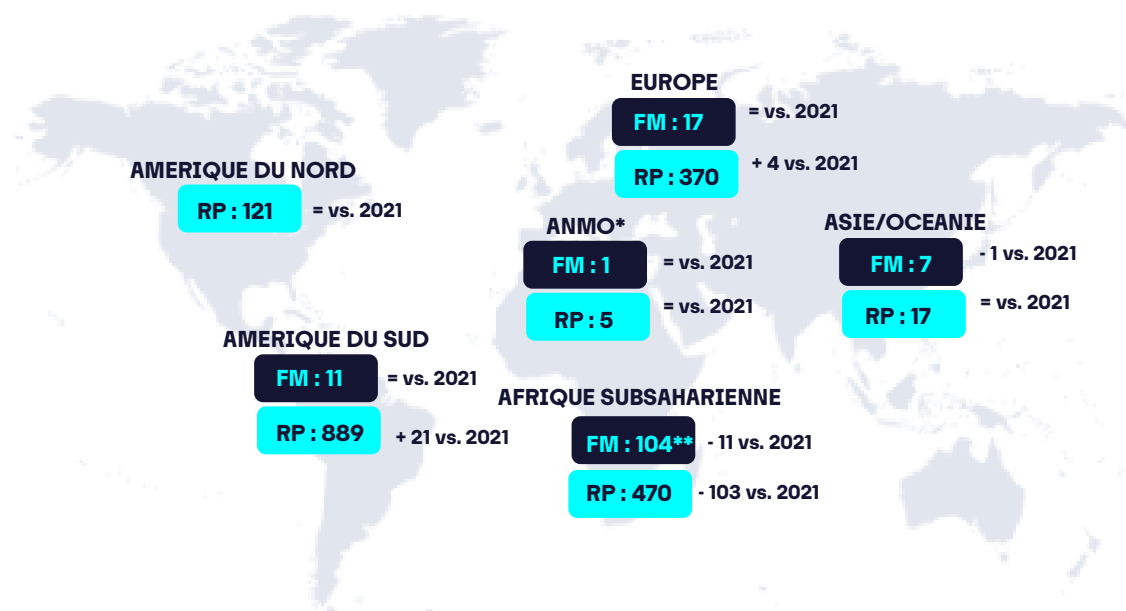 EUROPE
FM : 17
= vs. 2021
RP : 370
+ 4 vs. 2021
AMERIQUE DU NORD
RP : 121
= vs. 2021
ANMO*
FM : 1
= vs. 2021
RP : 5
= vs. 2021
ASIE/OCEANIE
FM : 7
- 1 vs. 2021
RP : 17
= vs. 2021
AMERIQUE DU SUD
FM : 11
= vs. 2021
RP : 889
+ 21 vs. 2021
AFRIQUE SUBSAHARIENNE
FM : 104**
- 11 vs. 2021
RP : 470
- 103 vs. 2021